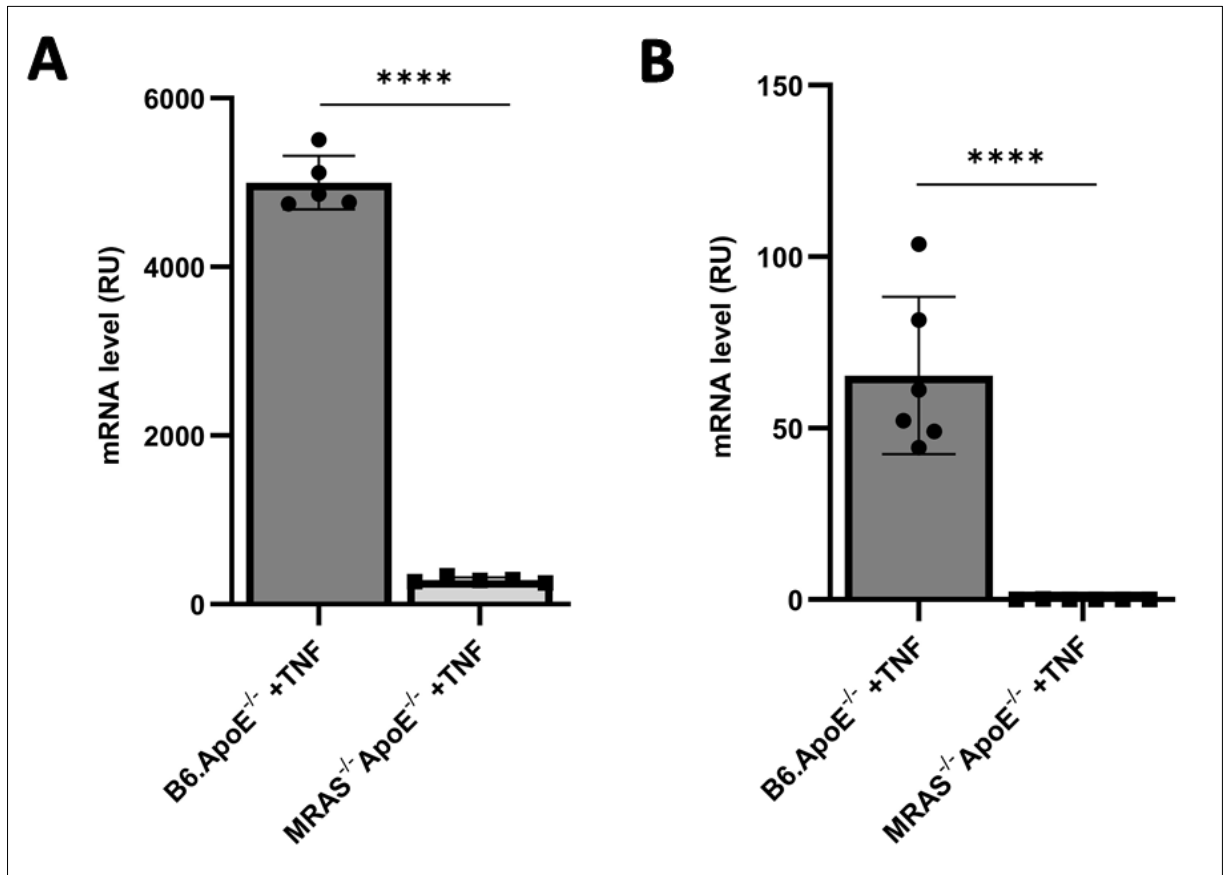 A
****
6000
4000
2000
0
mRNA level (RU)
B6.ApoE-/- +TNF
MRAS-/-ApoE-/- +TNF
B
****
150
100
50
0
mRNA level (RU)
B6.ApoE-/- +TNF
MRAS-/-ApoE-/- +TNF